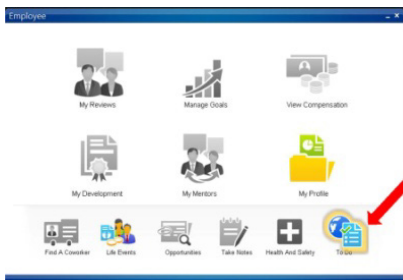 Employee
My Reviews Manage Goals View Compensation
My Development My Mentors My Profile
Find A Coworker Life Events Opportunities Take Notes Health And Safety To Do